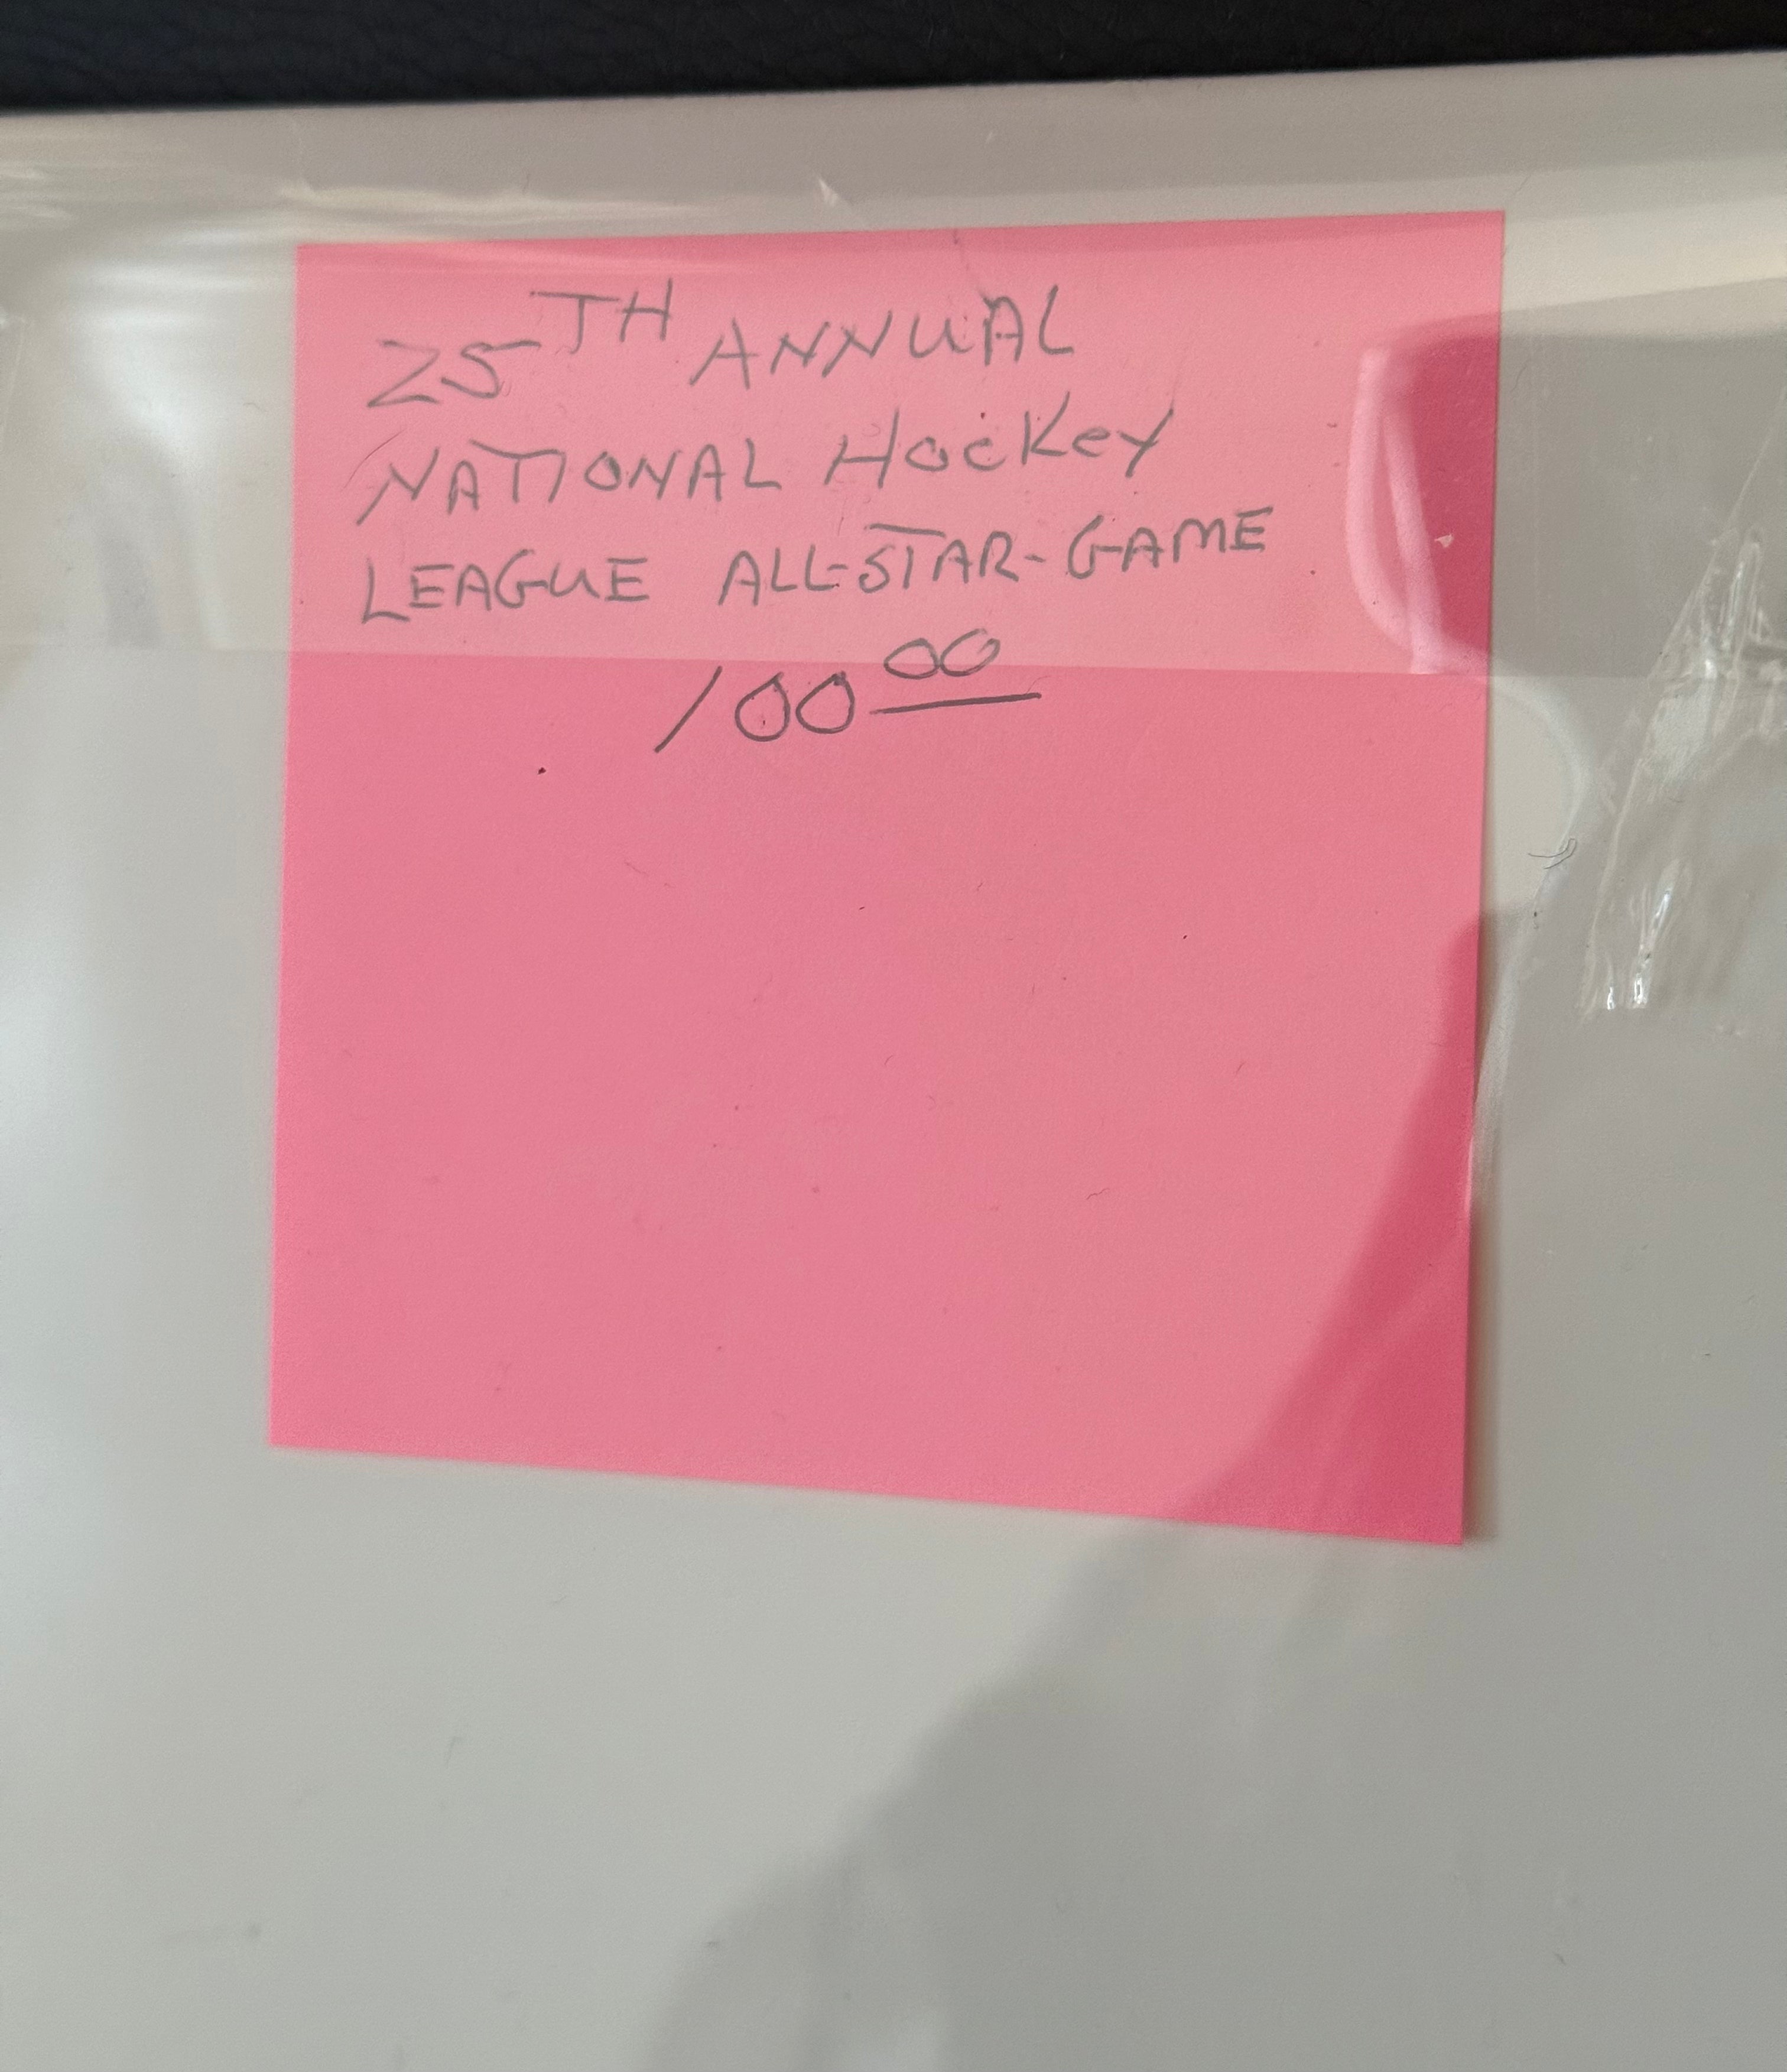 25TH ANNUAL
NATIONAL HocKey
LEAGUE ALL-STAR-GAME
100 00